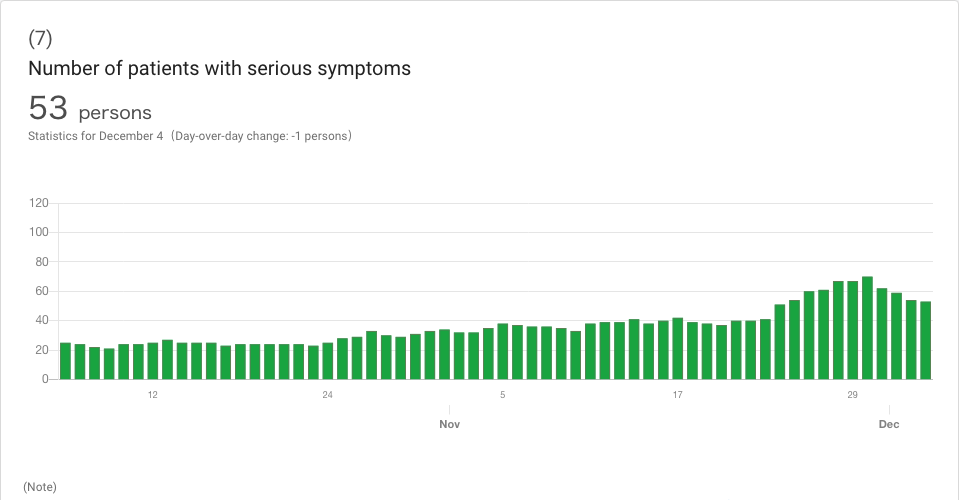 (7)
Number of patients with serious symptoms
53 persons
Statistics for December 4（Day-over-day change: -1 persons）
120
100
80
60
40
20
0
12 24 5 17 29
Nov Dec
(Note)